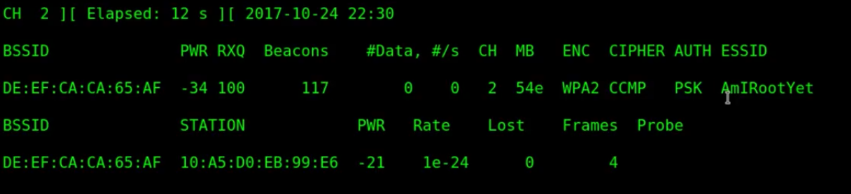 CH 2 ][ Elapsed: 12 s ][ 2017-10-24 22:30
BSSID PWR RXQ Beacons #Data, #/s CH MB ENC CIPHER AUTH ESSID
DE:EF:CA:CA:65:AF -34 100 117 0 0 2 54e WPA2 CCMP PSK AmIRootYet
BSSID STATION PWR Rate Lost Frames Probe
DE:EF:CA:CA:65:AF 10:A5:D0:EB:99:E6 -21 1e-24 0 4